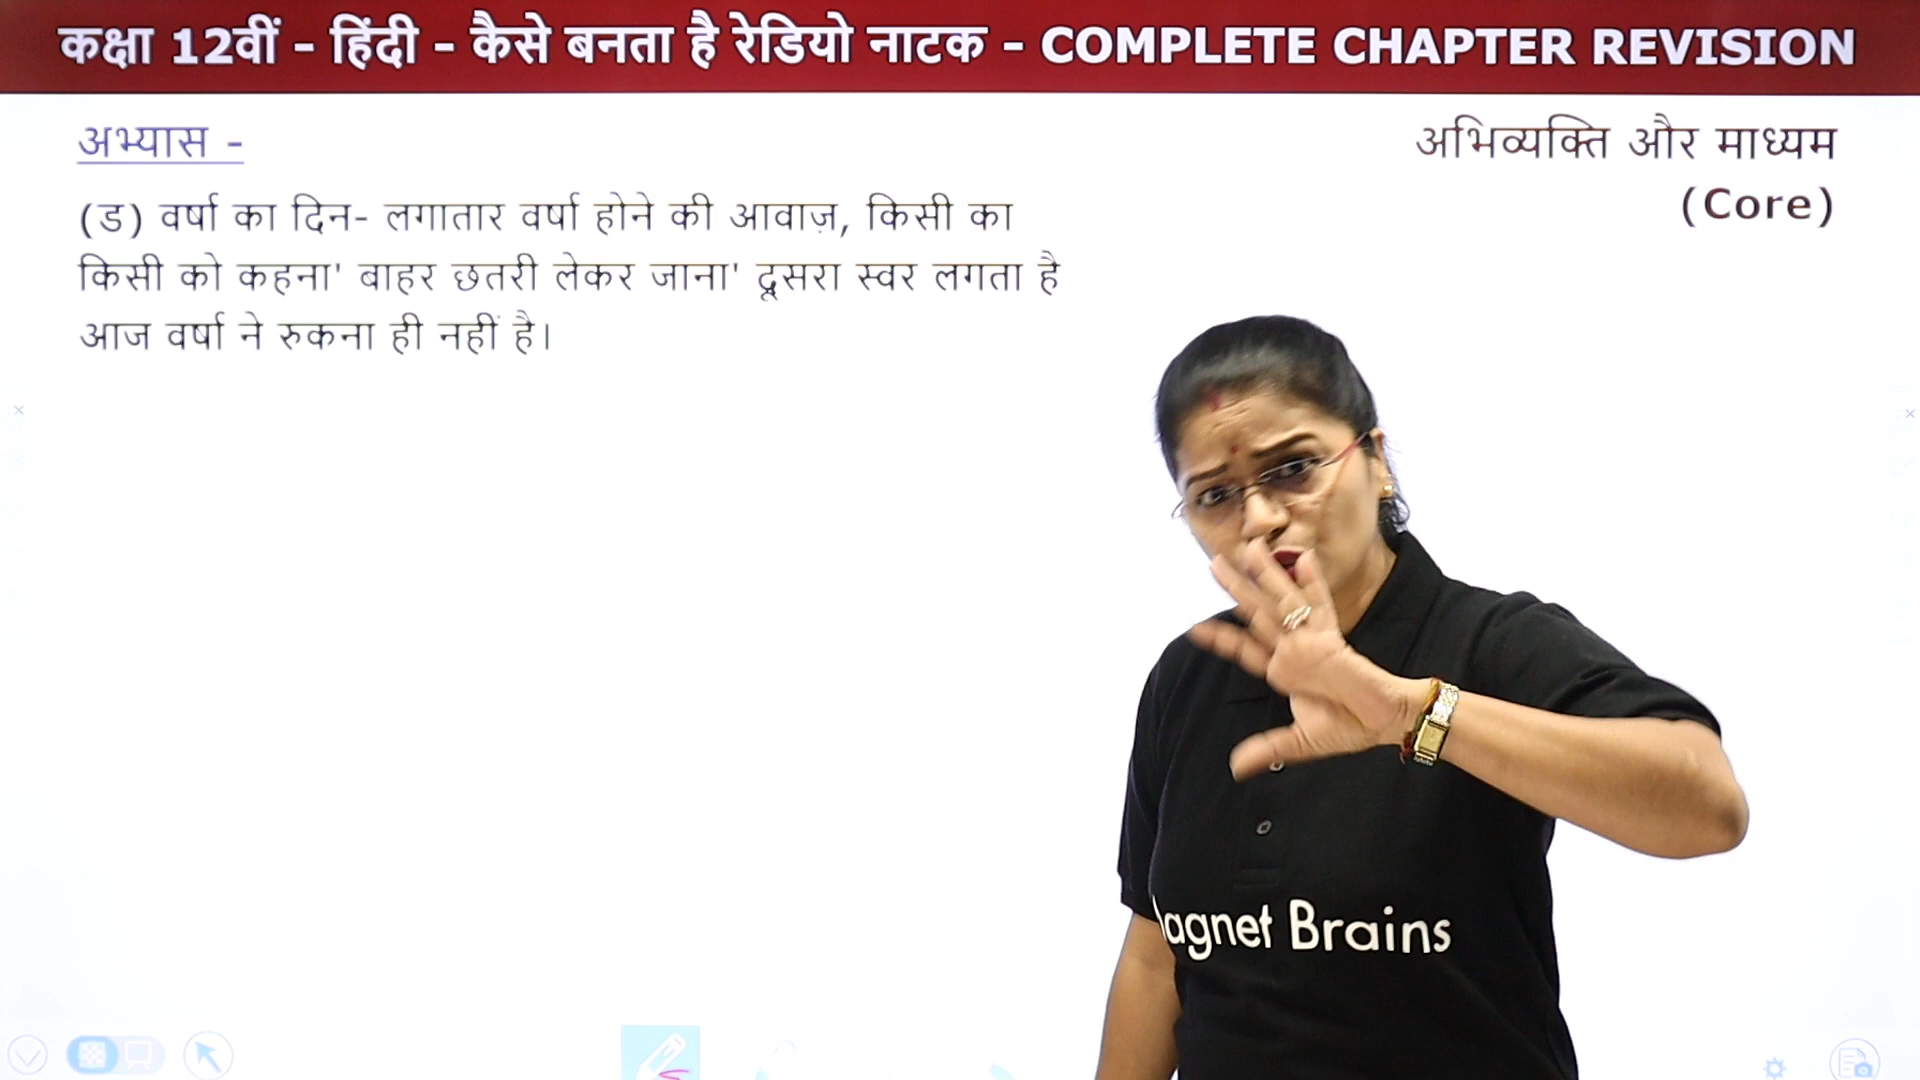 कक्षा 12वीं - हिंदी - कैसे बनता है रेडियो नाटक - COMPLETE CHAPTER REVISION
अभ्यास -
अभिव्यक्ति और माध्यम
(Core)
(ड) वर्षा का दिन- लगातार वर्षा होने की आवाज़, किसी का
किसी को कहना' बाहर छतरी लेकर जाना' दूसरा स्वर लगता है
आज वर्षा ने रुकना ही नहीं है।
agnet Brains